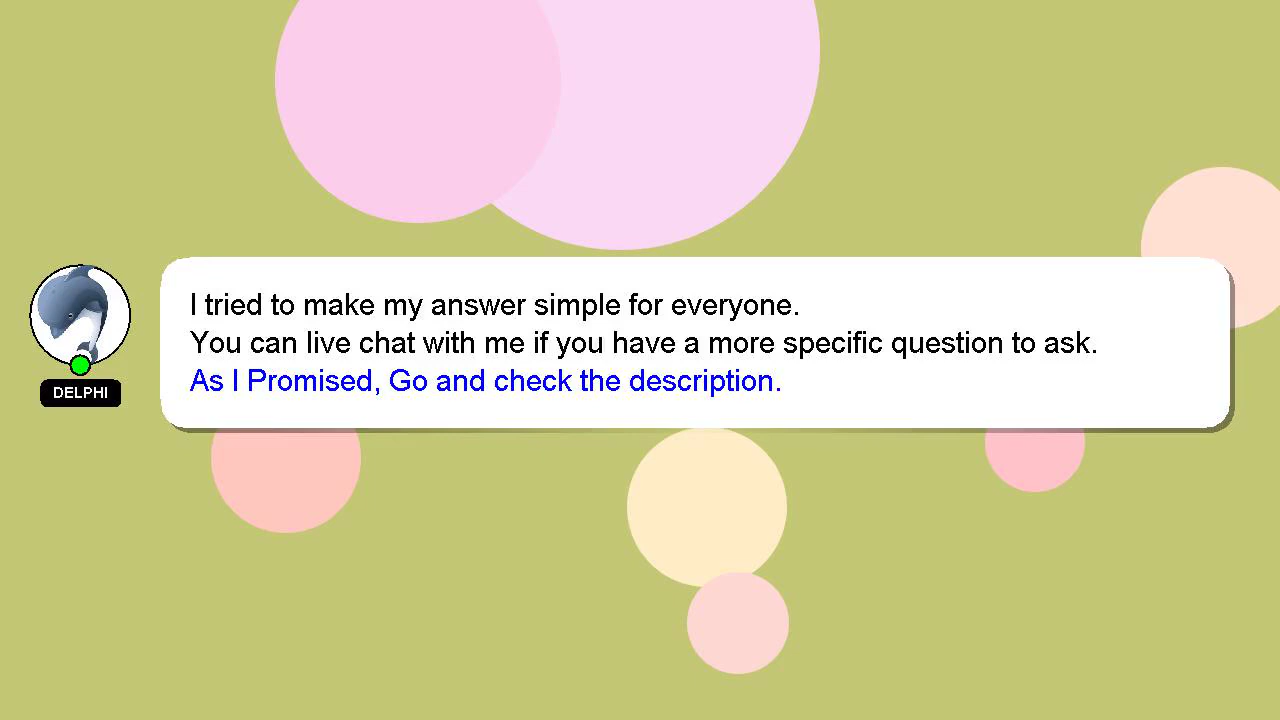 I tried to make my answer simple for everyone.
You can live chat with me if you have a more specific question to ask.
As I Promised, Go and check the description.
DELPHI